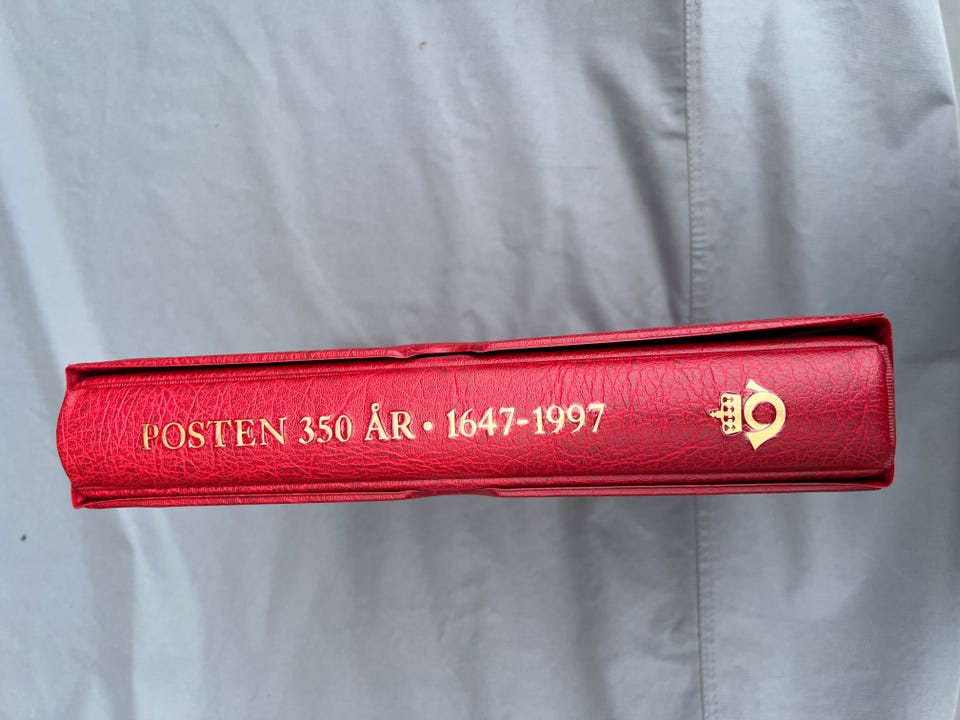 POSTEN 350 ÅR · 1647-1997